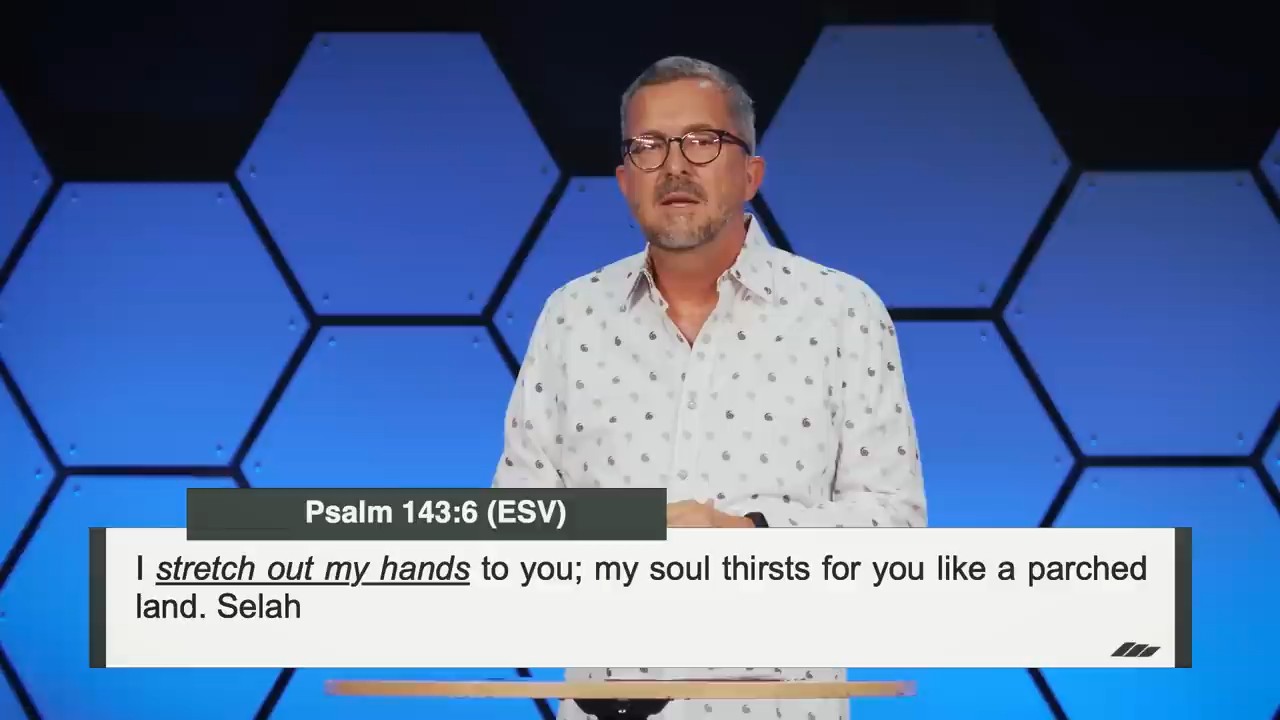 Psalm 143:6 (ESV)
I stretch out my hands to you; my soul thirsts for you like a parched
land. Selah